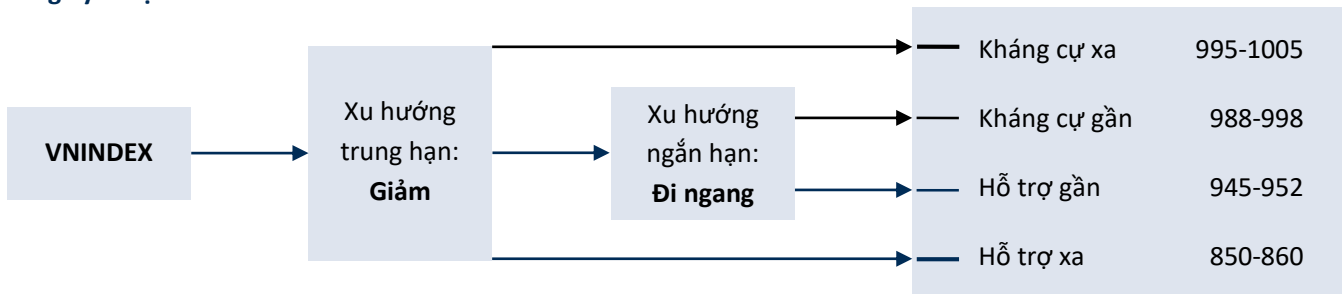 VNINDEX
Xu hướng
trung hạn:
Giảm
Xu hướng
ngắn hạn:
Đi ngang
Kháng cự xa 995-1005
Kháng cự gần 988-998
Hỗ trợ gần 945-952
Hỗ trợ xa 850-860